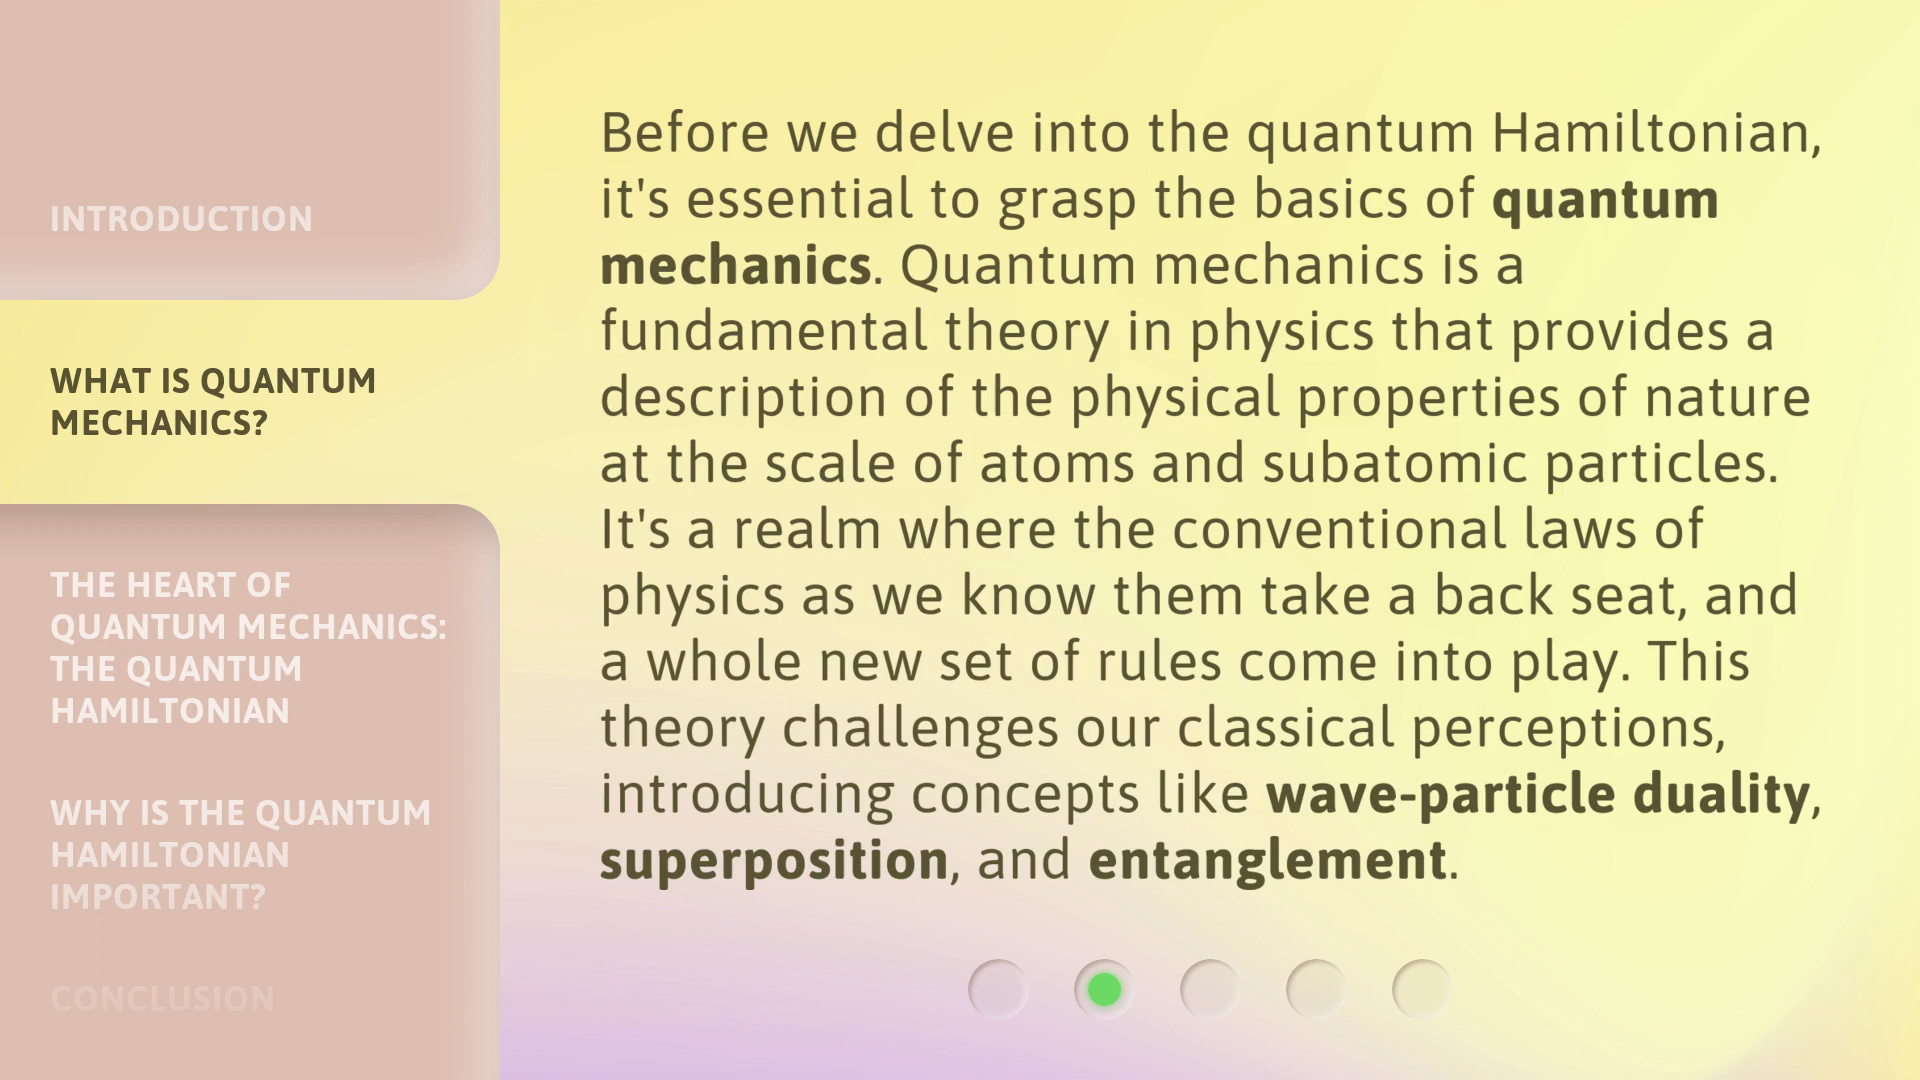 INTRODUCTION
WHAT IS QUANTUM
MECHANICS?
THE HEART OF
QUANTUM MECHANICS:
THE QUANTUM
HAMILTONIAN
WHY IS THE QUANTUM
HAMILTONIAN
IMPORTANT?
CONCLUSION
Before we delve into the quantum Hamiltonian,
it's essential to grasp the basics of quantum
mechanics. Quantum mechanics is a
fundamental theory in physics that provides a
description of the physical properties of nature
at the scale of atoms and subatomic particles.
It's a realm where the conventional laws of
physics as we know them take a back seat, and
a whole new set of rules come into play. This
theory challenges our classical perceptions,
introducing concepts like wave-particle duality,
superposition, and entanglement.